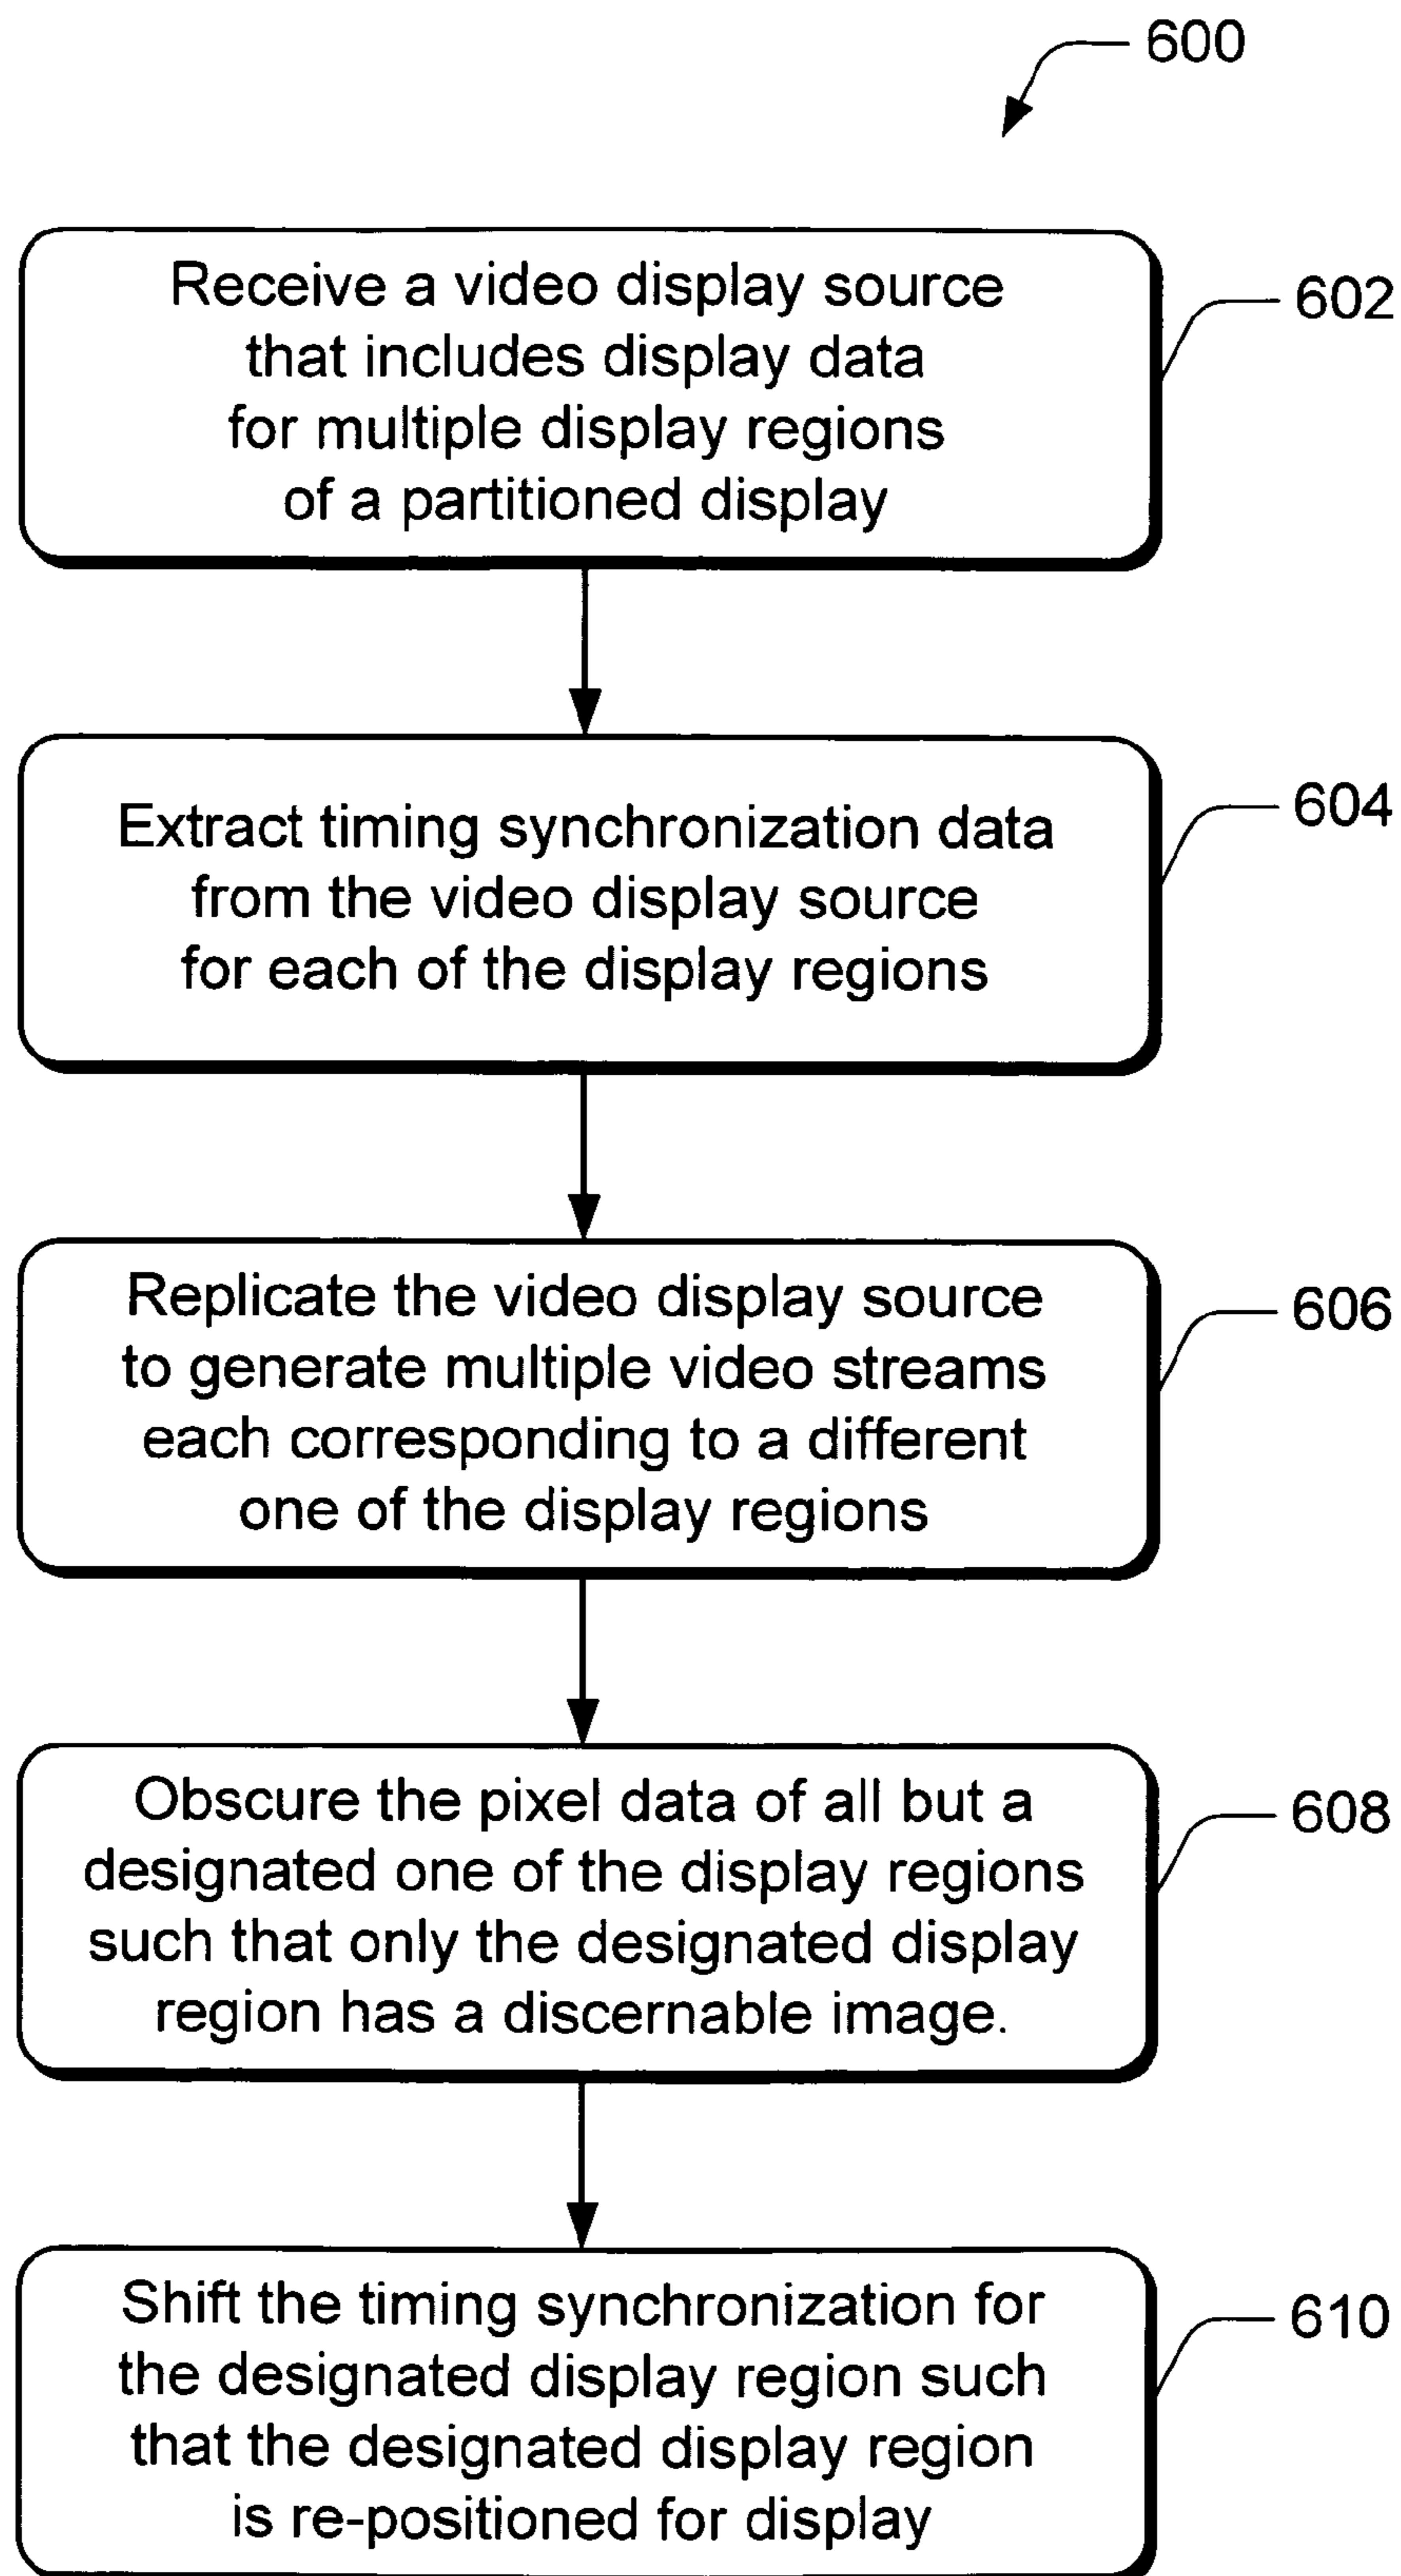 600
Receive a video display source
that includes display data
for multiple display regions
of a partitioned display
602
Extract timing synchronization data
from the video display source
for each of the display regions
604
Replicate the video display source
to generate multiple video streams
each corresponding to a different
one of the display regions
606
Obscure the pixel data of all but a
designated one of the display regions
such that only the designated display
region has a discernable image.
608
Shift the timing synchronization for
the designated display region such
that the designated display region
is re-positioned for display
610